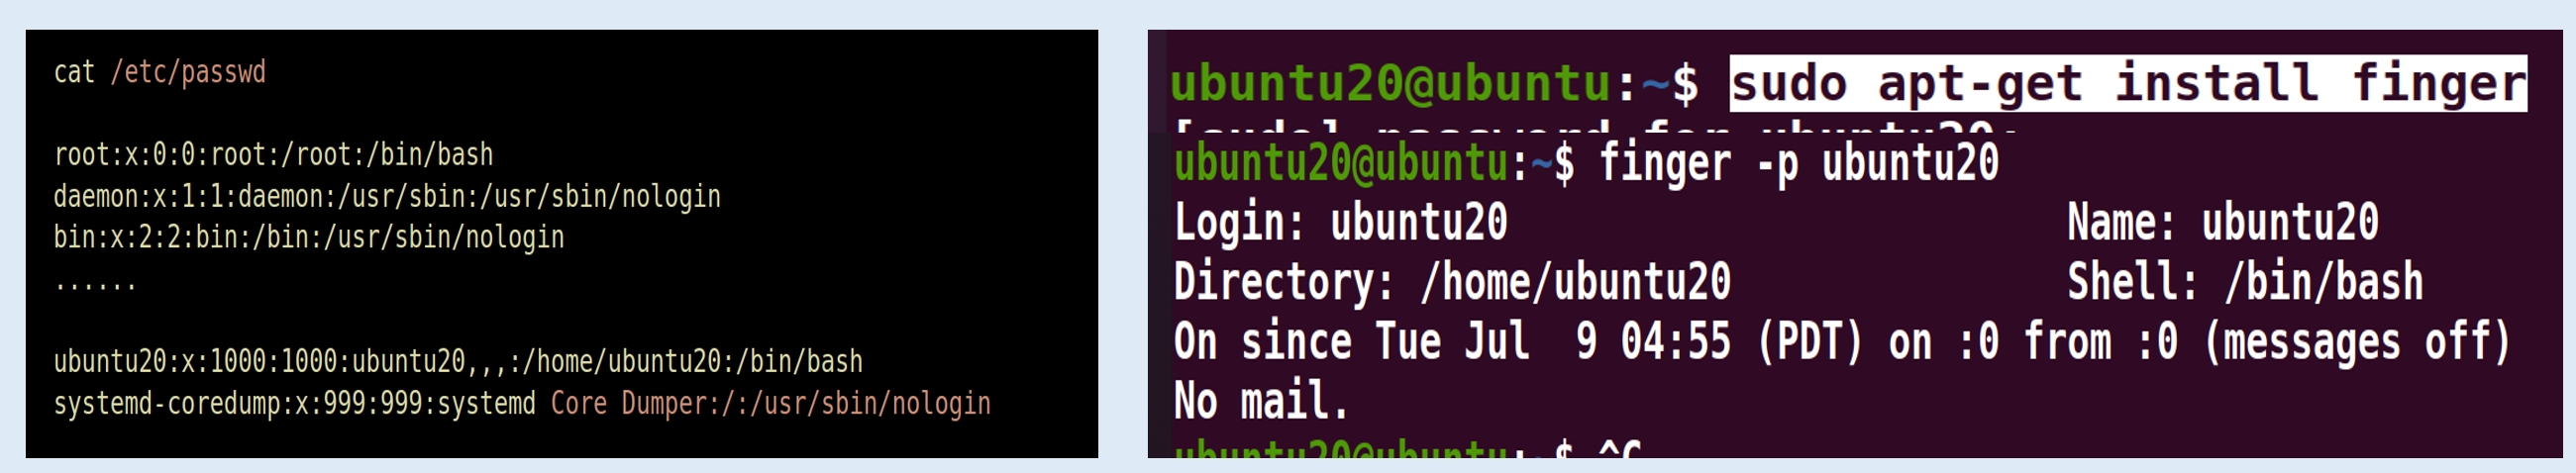 cat /etc/passwd
root:x:0:0:root:/root:/bin/bash
daemon:x:1:1:daemon:/usr/sbin:/usr/sbin/nologin
bin:x:2:2:bin:/bin:/usr/sbin/nologin
......
ubuntu20:x:1000:1000:ubuntu20,,,:/home/ubuntu20:/bin/bash
systemd-coredump:x:999:999:systemd Core Dumper:/:/usr/sbin/nologin
ubuntu20@ubuntu:~$ sudo apt-get install finger
[sudo] password for ubuntu20:
ubuntu20@ubuntu:~$ finger -p ubuntu20
Login: ubuntu20 Name: ubuntu20
Directory: /home/ubuntu20 Shell: /bin/bash
On since Tue Jul  9 04:55 (PDT) on :0 from :0 (messages off)
No mail.
ubuntu20@ubuntu:~$ ^C